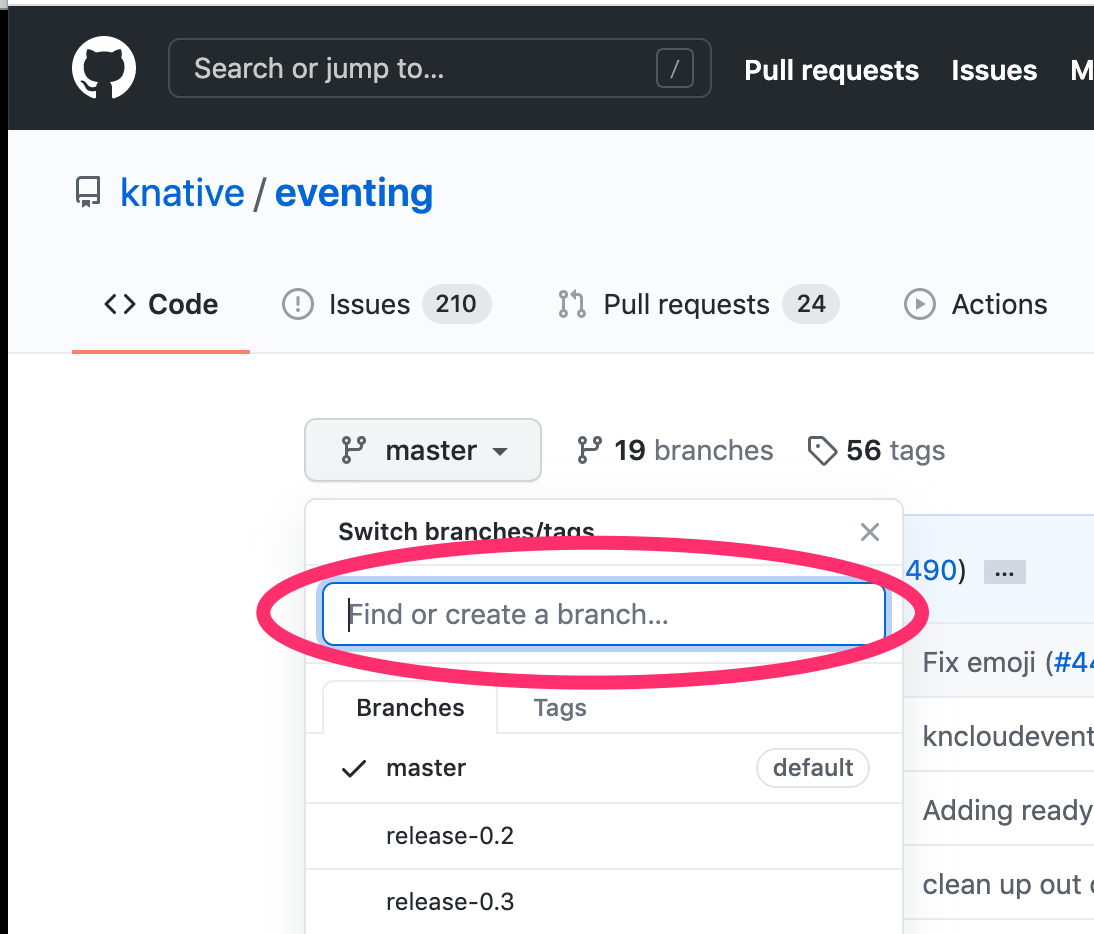 Search or jump to... /
Pull requests Issues M
knative / eventing
Code Issues 210 Pull requests 24 Actions
master 19 branches 56 tags
Switch branches/tags
490) ...
Find or create a branch...
Fix emoji (#44
Branches Tags
kncloudevent
master default
Adding ready
release-0.2
clean up out
release-0.3